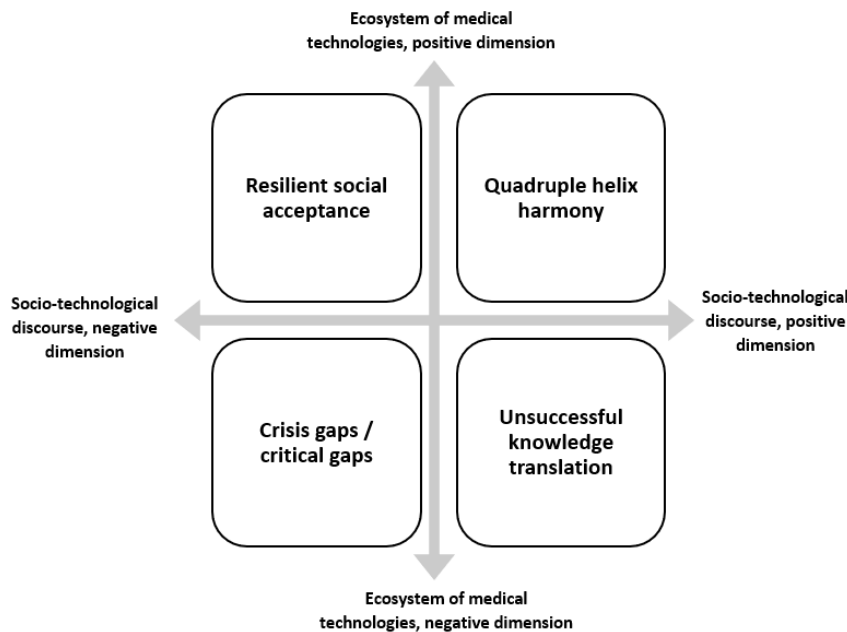 Ecosystem of medical
technologies, positive dimension
Resilient social
acceptance
Quadruple helix
harmony
Socio-technological
discourse, negative
dimension
Socio-technological
discourse, positive
dimension
Crisis gaps /
critical gaps
Unsuccessful
knowledge
translation
Ecosystem of medical
technologies, negative dimension